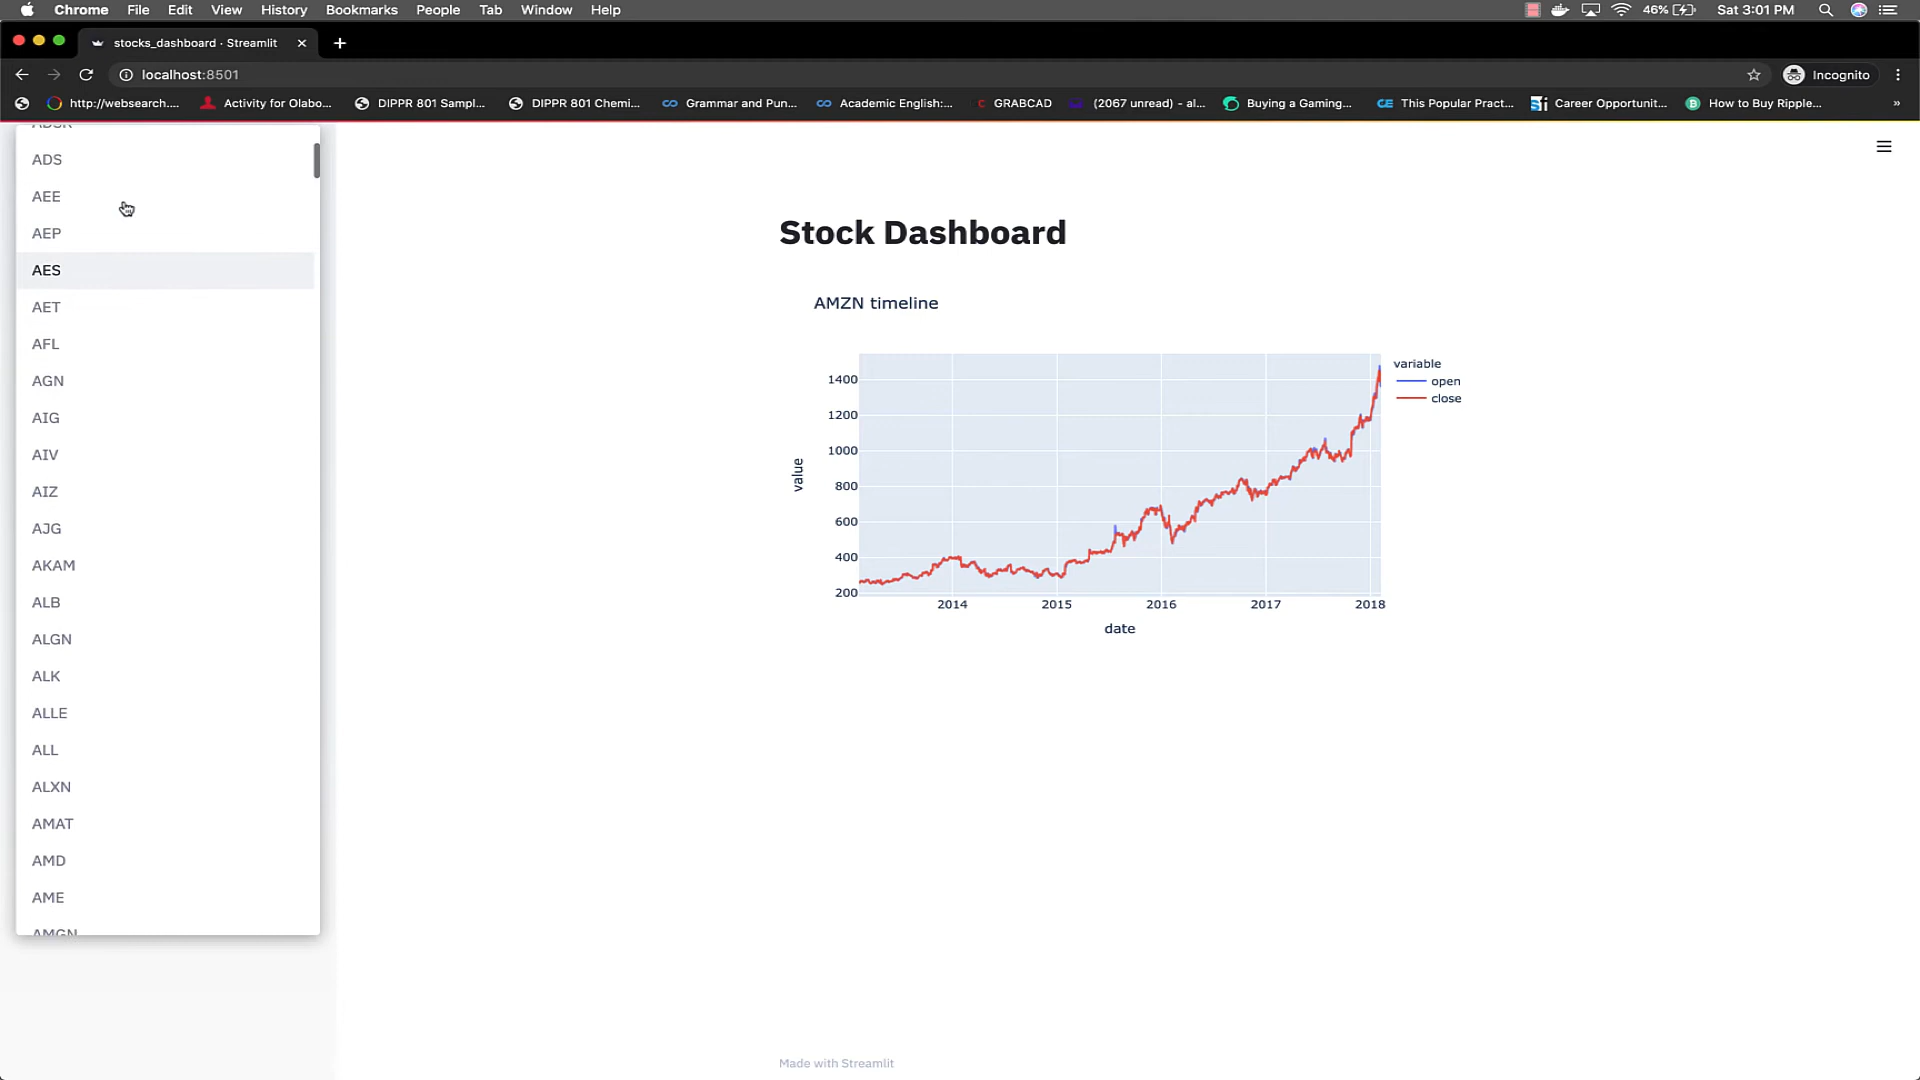 Chrome File Edit View History Bookmarks People Tab Window Help 46% Sat 3:01 PM
stocks_dashboard · Streamlit
localhost:8501 Incognito
http://websearch.... Activity for Olabo... DIPPR 801 Sampl... DIPPR 801 Chemi... Grammar and Pun... Academic English:... GRABCAD (2067 unread) - al... Buying a Gaming... This Popular Pract... Career Opportunit... How to Buy Ripple... »
ADS
AEE
AEP
AES
AET
AFL
AGN
AIG
AIV
AIZ
AJG
AKAM
ALB
ALGN
ALK
ALLE
ALL
ALXN
AMAT
AMD
AME
AMGN
Stock Dashboard
AMZN timeline
variable
open
close
value
1400
1200
1000
800
600
400
200
2014 2015 2016 2017 2018
date
Made with Streamlit